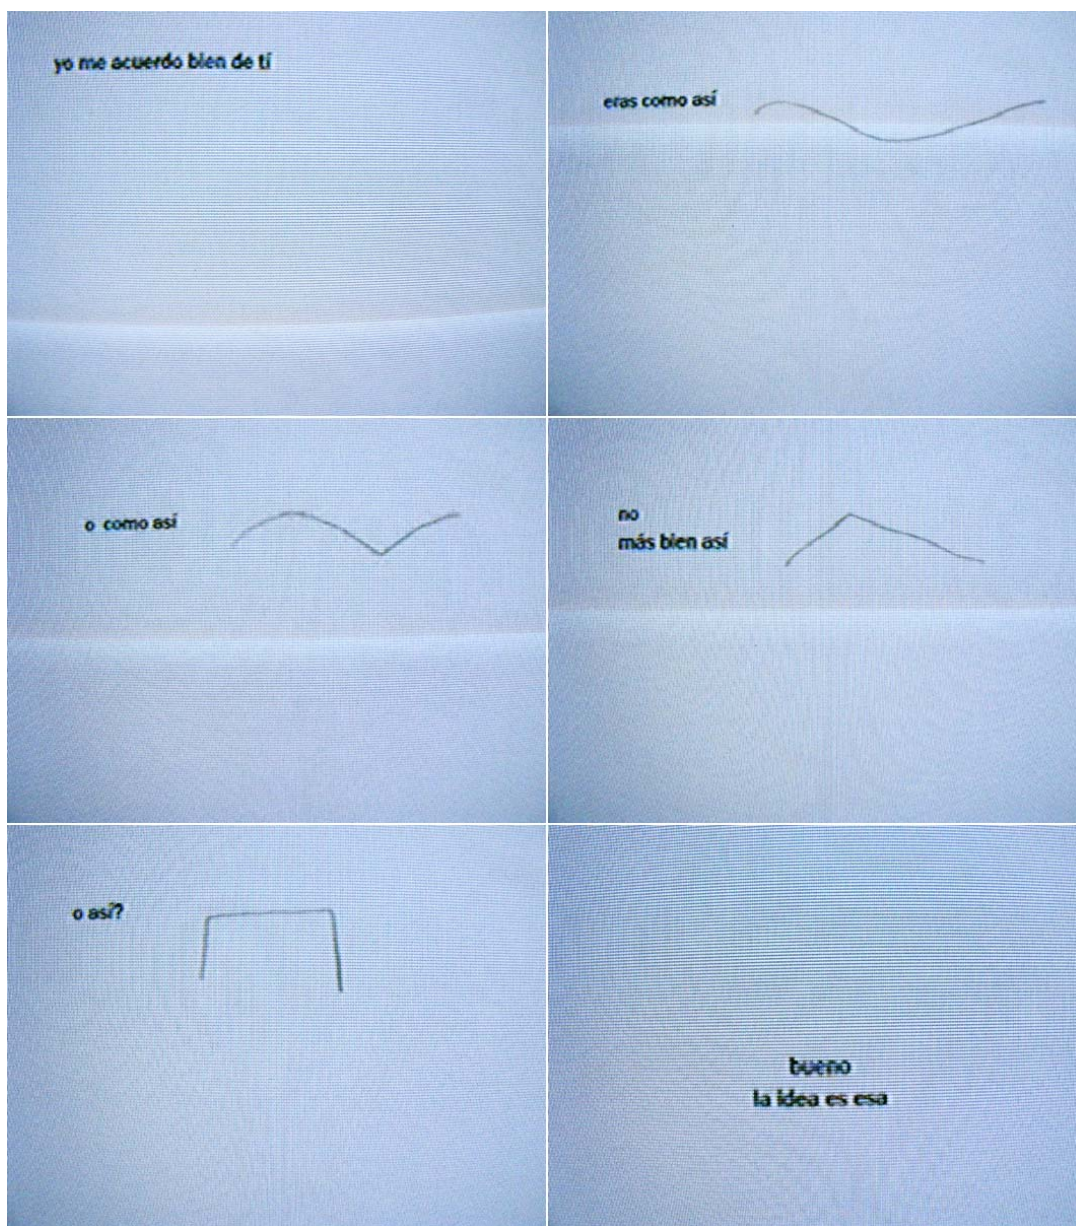 yo me acuerdo bien de tí
eras como así
o como así
no
más bien así
o así?
bueno
la idea es esa